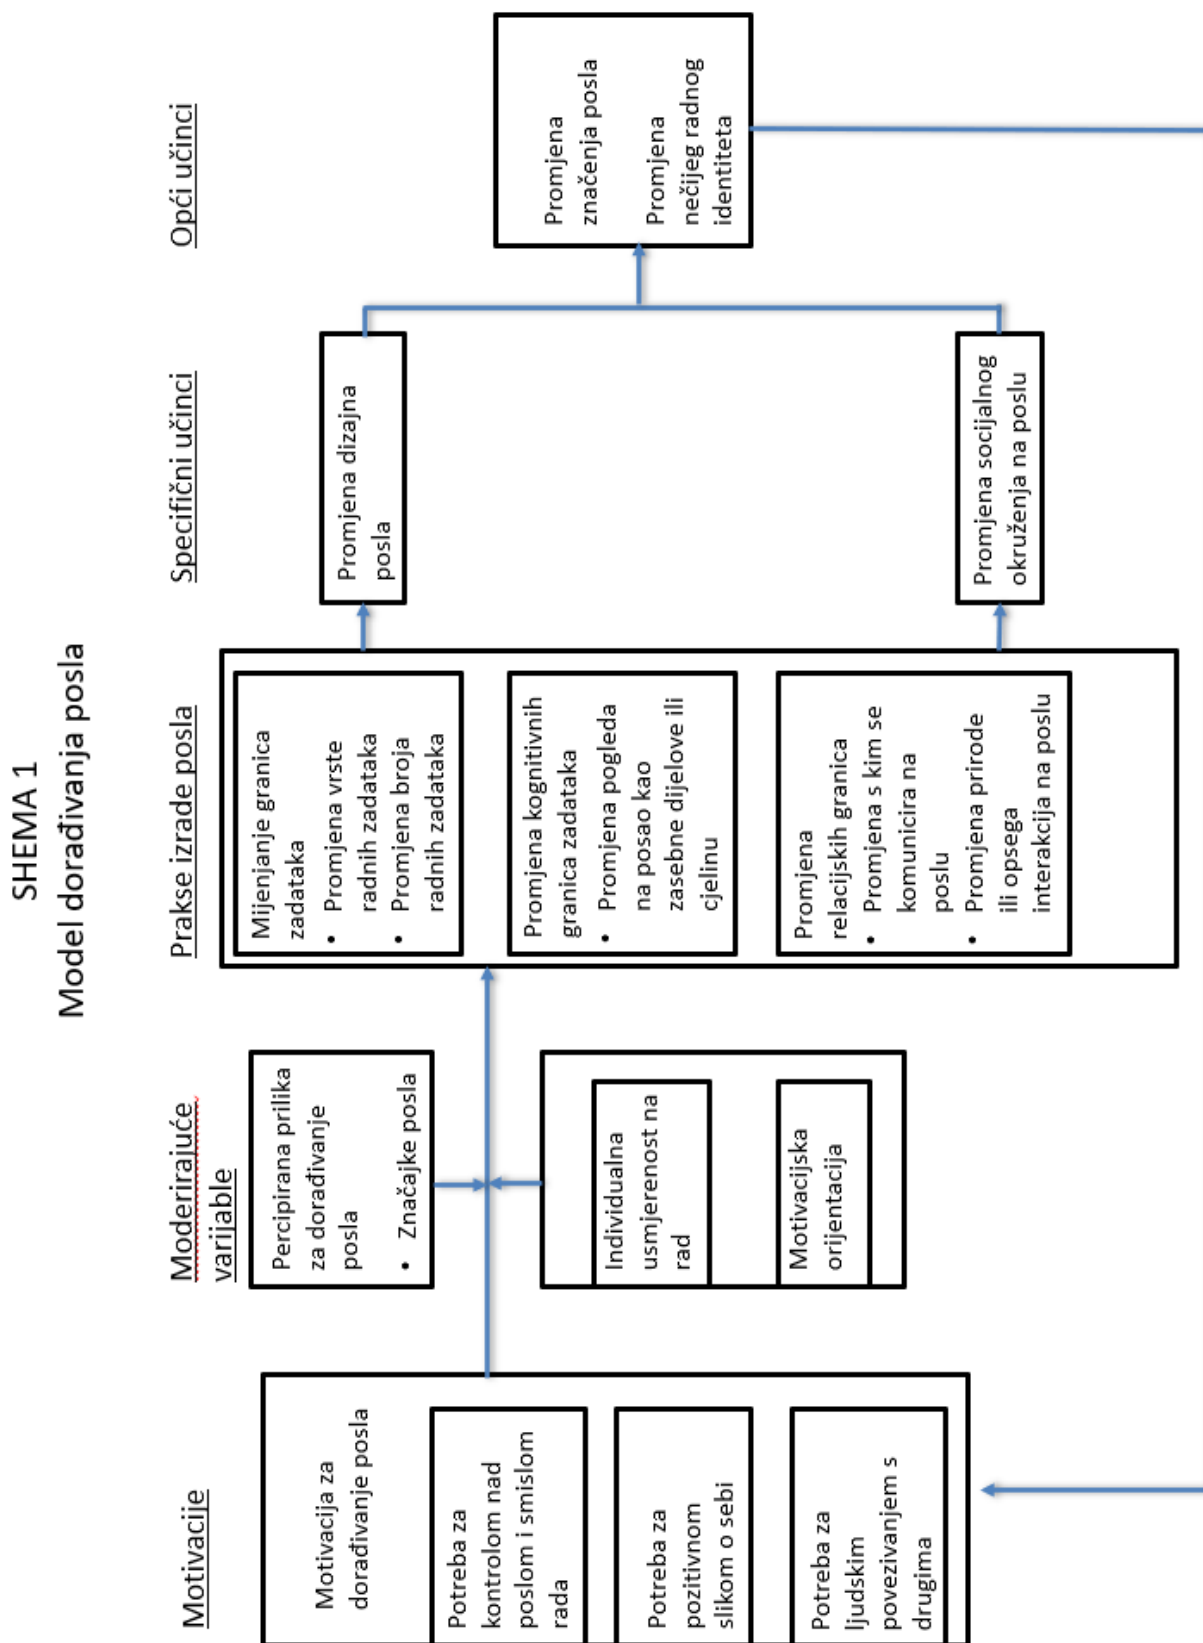 SHEMA 1
Model dorađivanja posla
Motivacije
Motivacija za
dorađivanje posla
Potreba za
kontrolom nad
poslom i smislom
rada
Potreba za
pozitivnom
slikom o sebi
Potreba za
ljudskim
povezivanjem s
drugima
Moderirajuće
varijable
Percipirana prilika
za dorađivanje
posla
• Značajke posla
Individualna
usmjerenost na
rad
Motivacijska
orijentacija
Prakse izrade posla
Mijenjanje granica
zadataka
• Promjena vrste
radnih zadataka
• Promjena broja
radnih zadataka
Promjena kognitivnih
granica zadataka
• Promjena pogleda
na posao kao
zasebne dijelove ili
cjelinu
Promjena
relacijskih granica
• Promjena s kim se
komunicira na
poslu
• Promjena prirode
ili opsega
interakcija na poslu
Specifični učinci
Promjena dizajna
posla
Promjena socijalnog
okruženja na poslu
Opći učinci
Promjena
značenja posla
Promjena
nečijeg radnog
identiteta